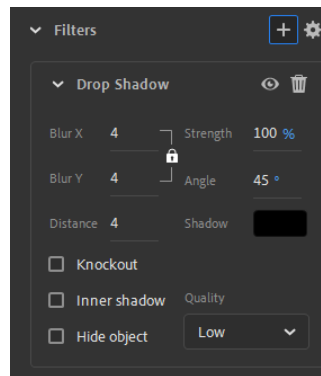 Filters
Drop Shadow
Blur X 4 Strength 100 %
Blur Y 4 Angle 45 °
Distance 4 Shadow
Knockout
Inner shadow Quality
Hide object Low